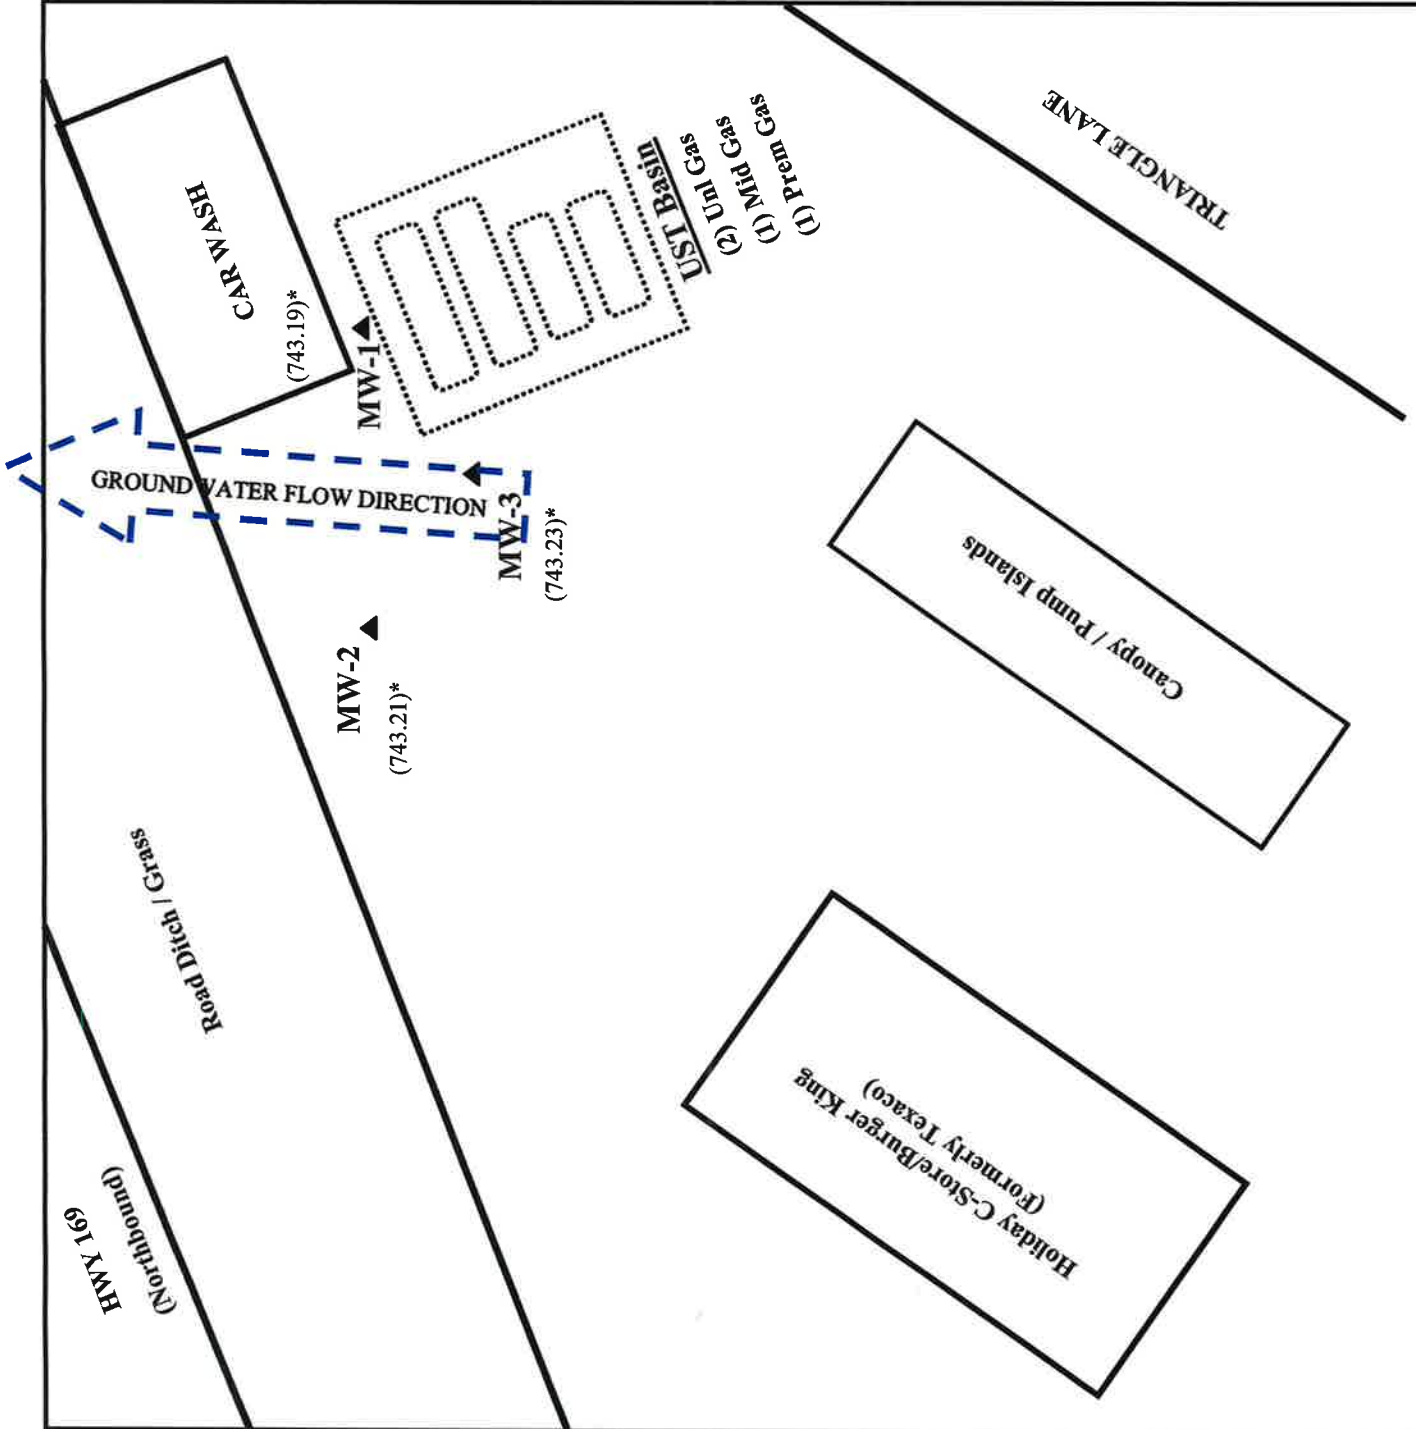 CAR WASH
(743.19)*
MW-1
UST Basin
(2) Unl Gas
(1) Mid Gas
(1) Prem Gas
TRIANGLE LANE
GROUND WATER FLOW DIRECTION
MW-3
(743.23)*
MW-2
(743.21)*
Canopy / Pump Islands
Road Ditch / Grass
HWY 169
(Northbound)
Holiday C-Store/Burger King
(Formerly Texaco)